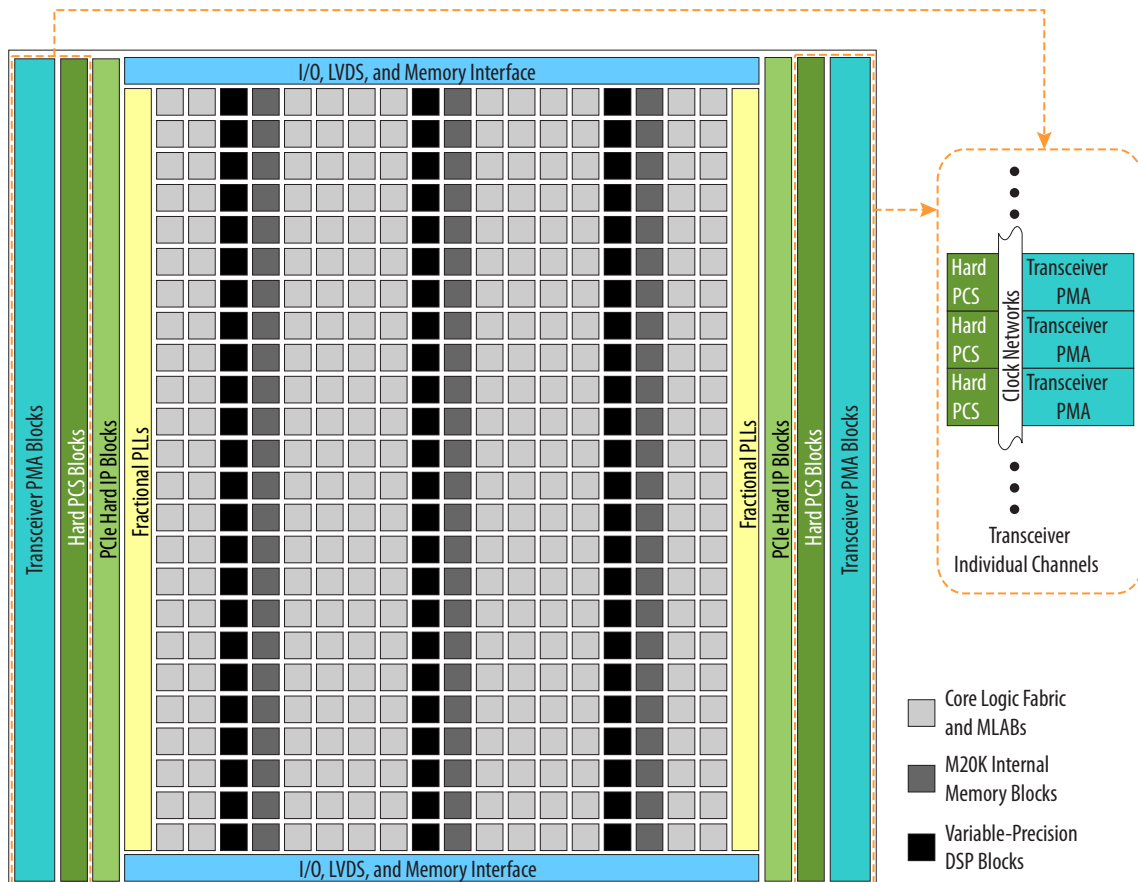 I/O, LVDS, and Memory Interface
Transceiver PMA Blocks
Hard PCS Blocks
PCIe Hard IP Blocks
Fractional PLLs
Fractional PLLs
PCIe Hard IP Blocks
Hard PCS Blocks
Transceiver PMA Blocks
I/O, LVDS, and Memory Interface
Hard
PCS
Transceiver
PMA
Hard
PCS
Transceiver
PMA
Hard
PCS
Transceiver
PMA
Clock Networks
Transceiver
Individual Channels
Core Logic Fabric
and MLABs
M20K Internal
Memory Blocks
Variable-Precision
DSP Blocks